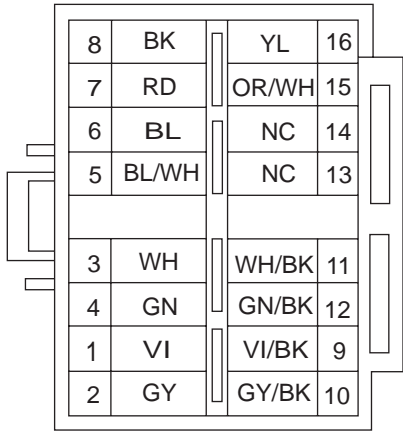 8 BK YL 16
7 RD OR/WH 15
6 BL NC 14
5 BL/WH NC 13
3 WH WH/BK 11
4 GN GN/BK 12
1 VI VI/BK 9
2 GY GY/BK 10